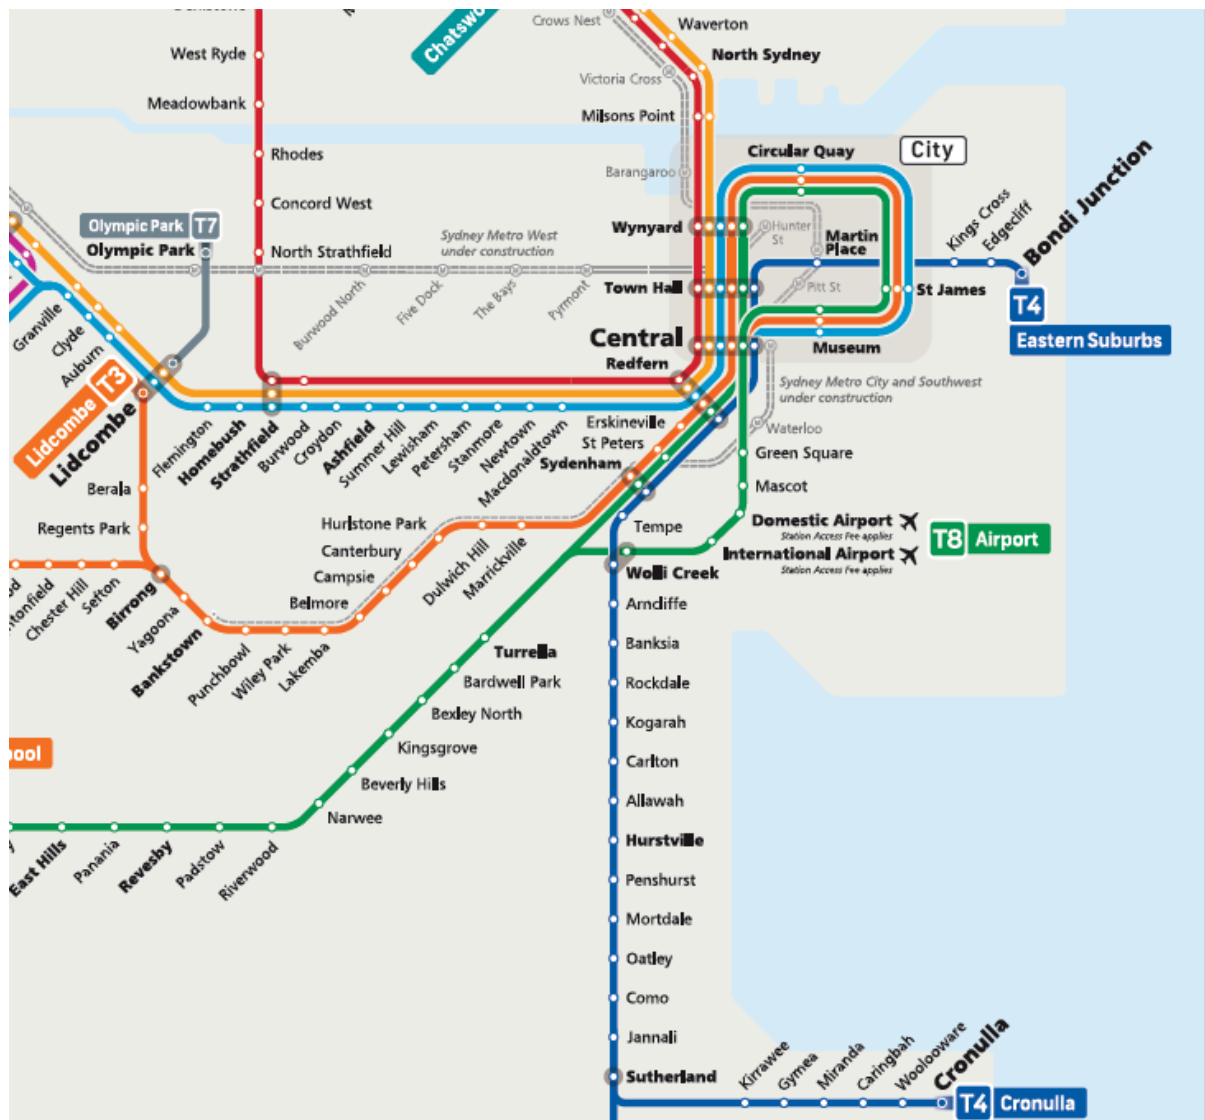 West Ryde
Meadowbank
Rhodes
Concord West
North Strathfield
Olympic Park T7
Olympic Park
Crows Nest
Waverton
North Sydney
Victoria Cross
Milsons Point
Barangaroo
Circular Quay
City
Wynyard
Hunter
St
Martin
Place
Kings Cross
Edgecliff
Bondi Junction
T4
Eastern Suburbs
Sydney Metro West
under construction
Town Hall
Pitt St
St James
Central
Redfern
Museum
Burwood North
Five Dock
The Bays
Pyrmont
Granville
Clyde
Auburn
Lidcombe T3
Lidcombe
Flemington
Homebush
Strathfield
Burwood
Croydon
Ashfield
Summer Hill
Lewisham
Petersham
Stanmore
Newtown
Macdonaldtown
Erskineville
St Peters
Sydenham
Sydney Metro City and Southwest
under construction
Waterloo
Green Square
Mascot
Domestic Airport
Station Access Fee applies
International Airport
Station Access Fee applies
T8 Airport
Berala
Regents Park
Hurlstone Park
Canterbury
Campsie
Belmore
Dulwich Hill
Marrickville
Tempe
Wolli Creek
Chester Hill
Sefton
Birrong
Yagoona
Bankstown
Punchbowl
Wiley Park
Lakemba
Arncliffe
Banksia
Rockdale
Kogarah
Carlton
Allawah
Hurstville
Penshurst
Mortdale
Oatley
Como
Jannali
Sutherland
Turrella
Bardwell Park
Bexley North
Kingsgrove
Beverly Hills
Narwee
East Hills
Panania
Revesby
Padstow
Riverwood
Kirrawee
Gymea
Miranda
Caringbah
Woolooware
Cronulla
T4 Cronulla